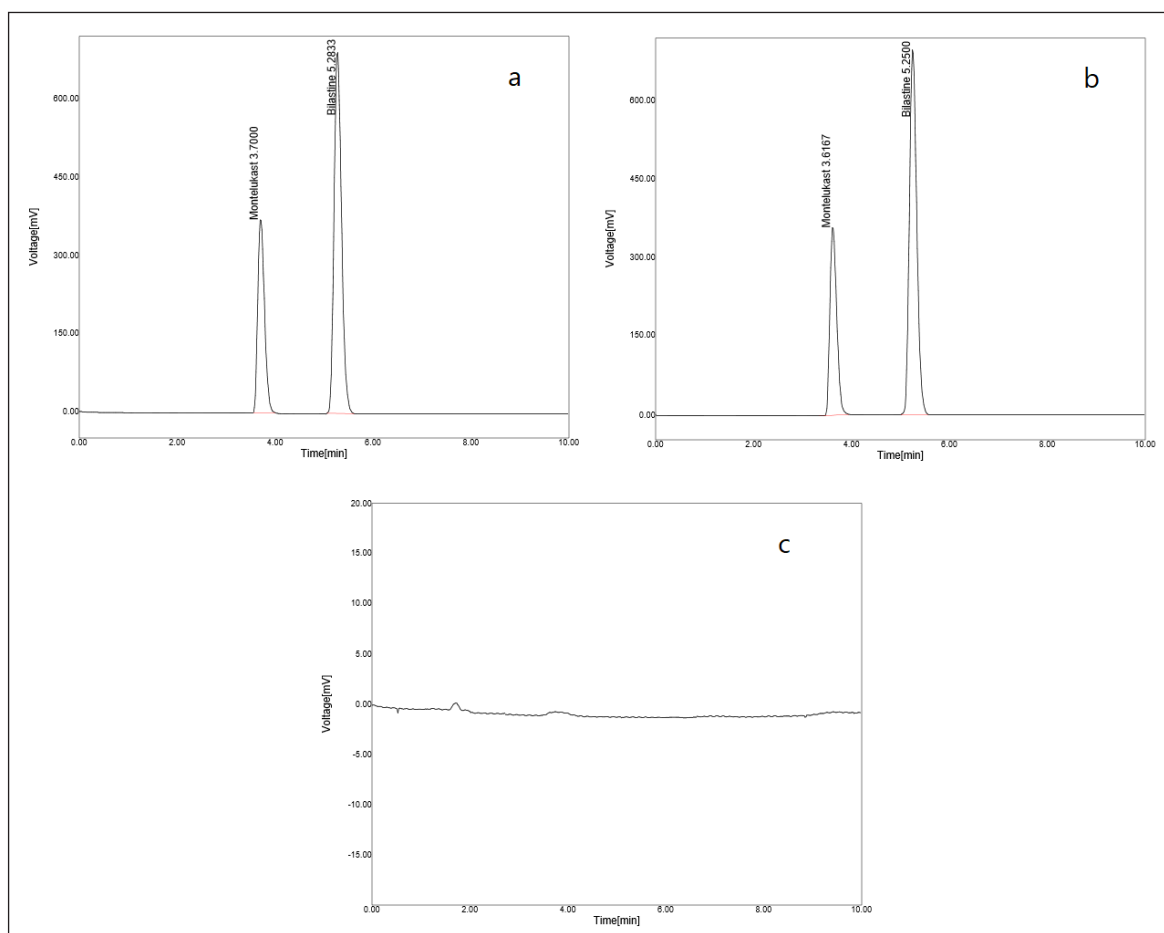 a
Montelukast 3.7000
Bilastine 5.2833
Voltage[mV]
600.00
450.00
300.00
150.00
0.00
0.00
2.00
4.00
6.00
8.00
10.00
Time[min]
b
Montelukast 3.6167
Bilastine 5.2500
Voltage[mV]
600.00
450.00
300.00
150.00
0.00
0.00
2.00
4.00
6.00
8.00
10.00
Time[min]
c
Voltage[mV]
20.00
15.00
10.00
5.00
0.00
-5.00
-10.00
-15.00
0.00
2.00
4.00
6.00
8.00
10.00
Time[min]